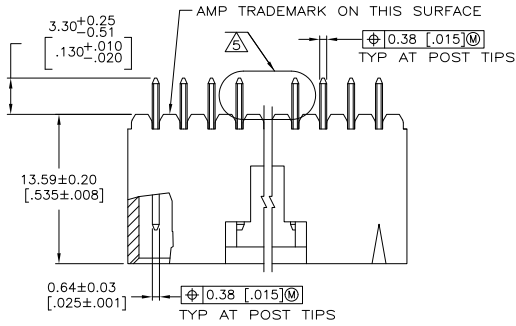 AMP TRADEMARK ON THIS SURFACE
3.30+0.25
-0.51
[.130+.010
-.020]
5
⌖ 0.38 [.015]Ⓜ
TYP AT POST TIPS
13.59±0.20
[.535±.008]
0.64±0.03
[.025±.001]
⌖ 0.38 [.015]Ⓜ
TYP AT POST TIPS